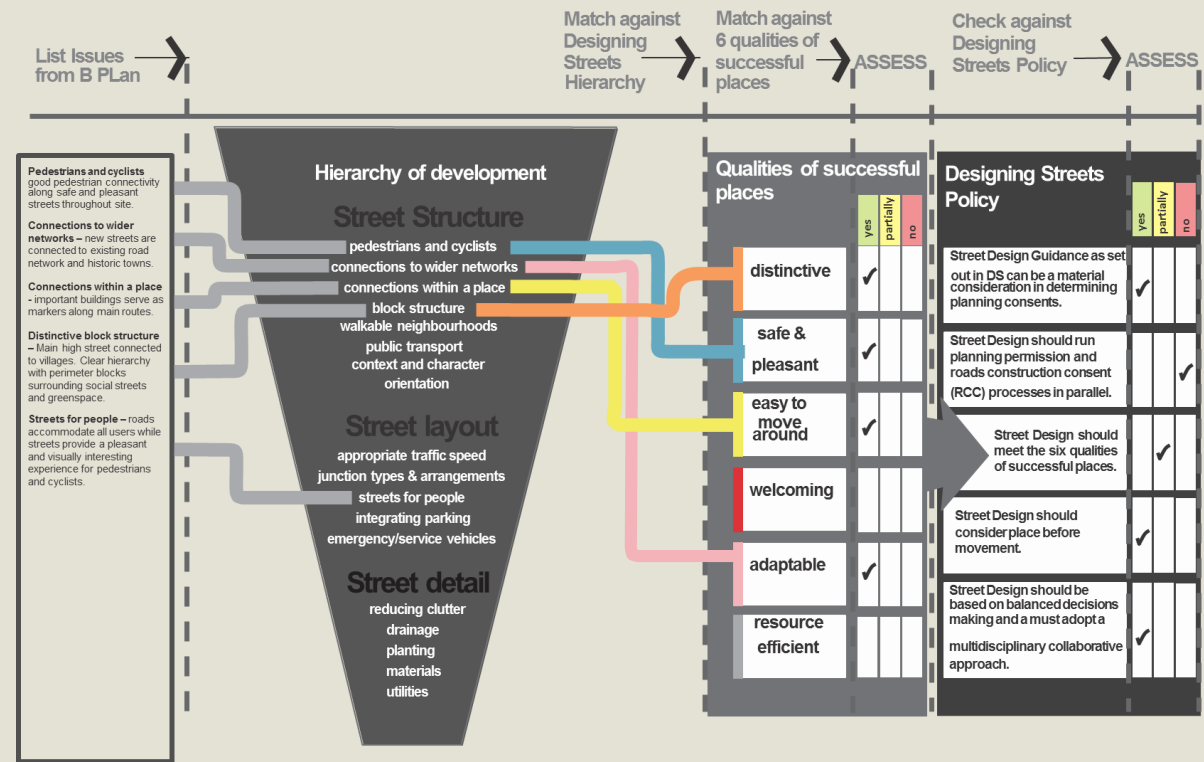 List Issues
from B PLan
Match against
Designing
Streets
Hierarchy
Match against
6 qualities of
successful
places
ASSESS
Check against
Designing
Streets Policy
ASSESS
Pedestrians and cyclists
good pedestrian connectivity
along safe and pleasant
streets throughout site.
Connections to wider
networks – new streets are
connected to existing road
network and historic towns.
Connections within a place
- important buildings serve as
markers along main routes.
Distinctive block structure
– Main high street connected
to villages. Clear hierarchy
with perimeter blocks
surrounding social streets
and greenspace.
Streets for people – roads
accommodate all users while
streets provide a pleasant
and visually interesting
experience for pedestrians
and cyclists.
Hierarchy of development
Street Structure
pedestrians and cyclists
connections to wider networks
connections within a place
block structure
walkable neighbourhoods
public transport
context and character
orientation
Street layout
appropriate traffic speed
junction types & arrangements
streets for people
integrating parking
emergency/service vehicles
Street detail
reducing clutter
drainage
planting
materials
utilities
Qualities of successful
places
yes
partially
no
distinctive
safe &
pleasant
easy to
move
around
welcoming
adaptable
resource
efficient
Designing Streets
Policy
yes
partially
no
Street Design Guidance as set
out in DS can be a material
consideration in determining
planning consents.
Street Design should run
planning permission and
roads construction consent
(RCC) processes in parallel.
Street Design should
meet the six qualities
of successful places.
Street Design should
consider place before
movement.
Street Design should be
based on balanced decisions
making and a must adopt a
multidisciplinary collaborative
approach.